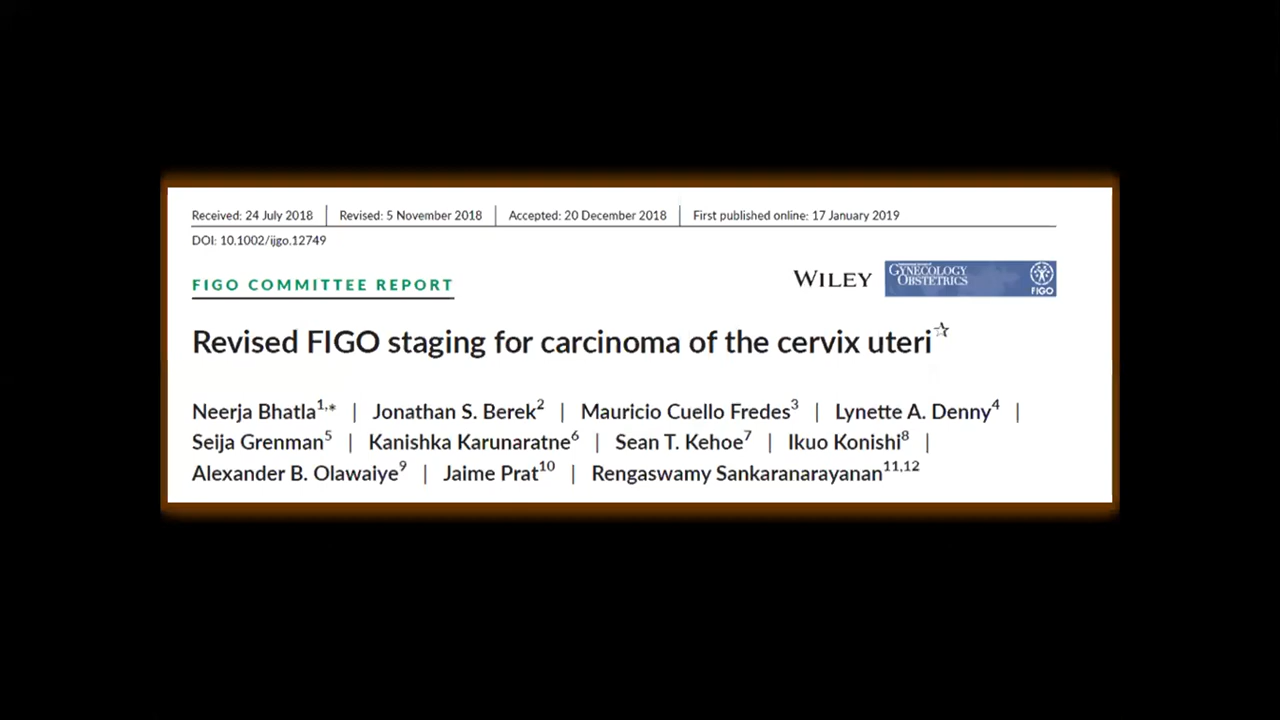 Received: 24 July 2018 | Revised: 5 November 2018 | Accepted: 20 December 2018 | First published online: 17 January 2019
DOI: 10.1002/ijgo.12749
FIGO COMMITTEE REPORT
WILEY
GYNECOLOGY
OBSTETRICS
FIGO
Revised FIGO staging for carcinoma of the cervix uteri☆
Neerja Bhatla1,* | Jonathan S. Berek2 | Mauricio Cuello Fredes3 | Lynette A. Denny4 |
Seija Grenman5 | Kanishka Karunaratne6 | Sean T. Kehoe7 | Ikuo Konishi8 |
Alexander B. Olawaiye9 | Jaime Prat10 | Rengaswamy Sankaranarayanan11,12